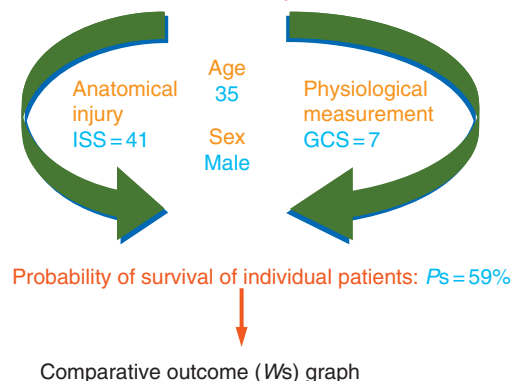 Anatomical
injury
ISS = 41
Age
35
Sex
Male
Physiological
measurement
GCS = 7
Probability of survival of individual patients: Ps = 59%
Comparative outcome (Ws) graph